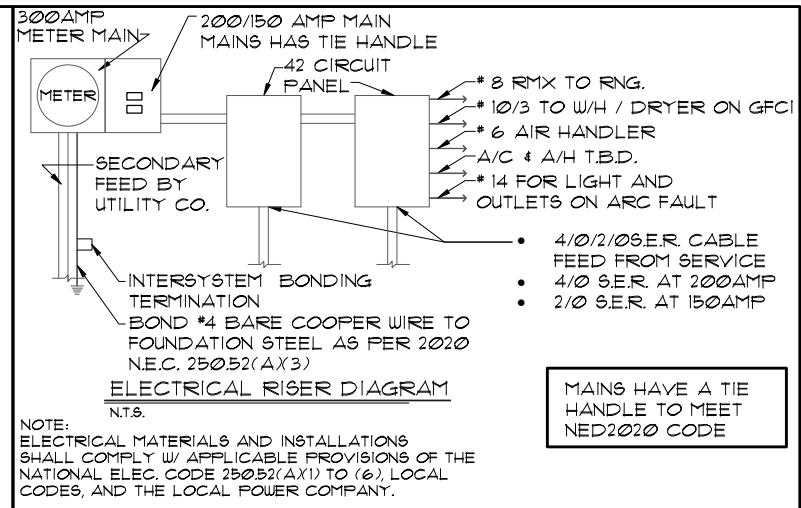 300AMP
METER MAIN
200/150 AMP MAIN
MAINS HAS TIE HANDLE
42 CIRCUIT
PANEL
METER
# 8 RMX TO RNG.
# 10/3 TO W/H / DRYER ON GFCI
# 6 AIR HANDLER
A/C & A/H T.B.D.
# 14 FOR LIGHT AND
OUTLETS ON ARC FAULT
SECONDARY
FEED BY
UTILITY CO.
• 4/0/2/0S.E.R. CABLE
FEED FROM SERVICE
• 4/0 S.E.R. AT 200AMP
• 2/0 S.E.R. AT 150AMP
INTERSYSTEM BONDING
TERMINATION
BOND #4 BARE COOPER WIRE TO
FOUNDATION STEEL AS PER 2020
N.E.C. 250.52(A)(3)
ELECTRICAL RISER DIAGRAM
N.T.S.
MAINS HAVE A TIE
HANDLE TO MEET
NED2020 CODE
NOTE:
ELECTRICAL MATERIALS AND INSTALLATIONS
SHALL COMPLY W/ APPLICABLE PROVISIONS OF THE
NATIONAL ELEC. CODE 250.52(A)(1) TO (6), LOCAL
CODES, AND THE LOCAL POWER COMPANY.